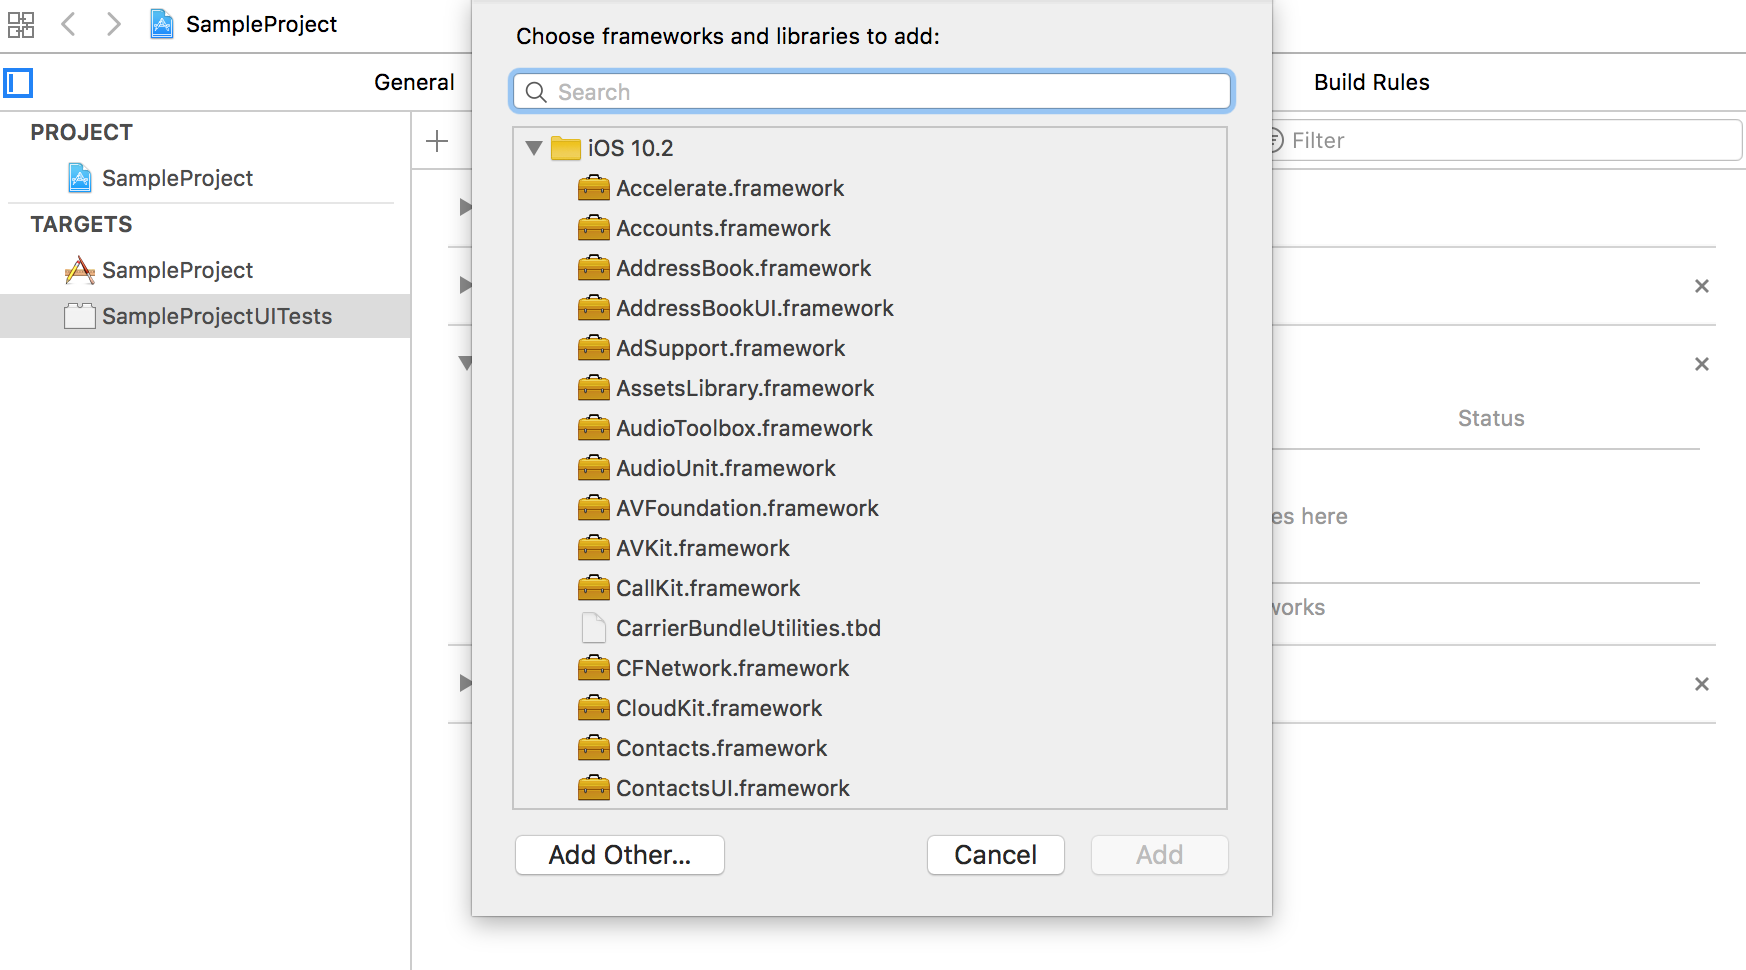 SampleProject
General
Build Rules
PROJECT
SampleProject
TARGETS
SampleProject
SampleProjectUITests
Choose frameworks and libraries to add:
Search
iOS 10.2
Accelerate.framework
Accounts.framework
AddressBook.framework
AddressBookUI.framework
AdSupport.framework
AssetsLibrary.framework
AudioToolbox.framework
AudioUnit.framework
AVFoundation.framework
AVKit.framework
CallKit.framework
CarrierBundleUtilities.tbd
CFNetwork.framework
CloudKit.framework
Contacts.framework
ContactsUI.framework
Add Other...
Cancel
Add
Filter
Status
es here
works